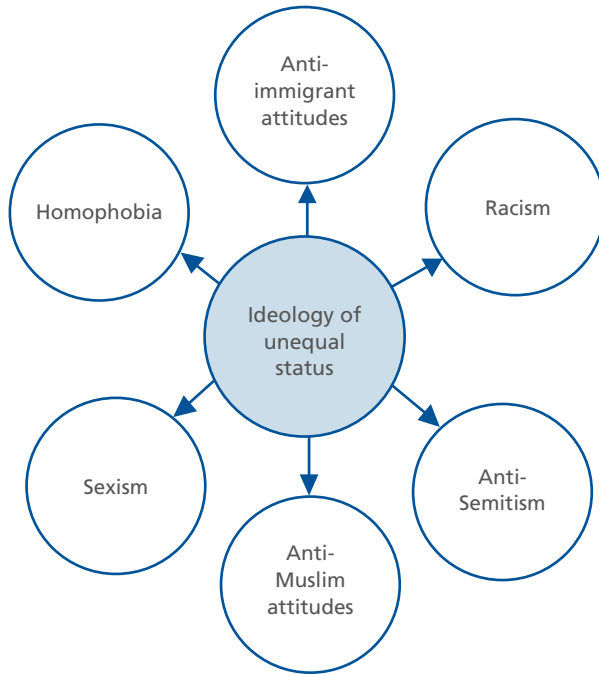 Anti-
immigrant
attitudes
Homophobia
Racism
Ideology of
unequal
status
Sexism
Anti-
Semitism
Anti-
Muslim
attitudes